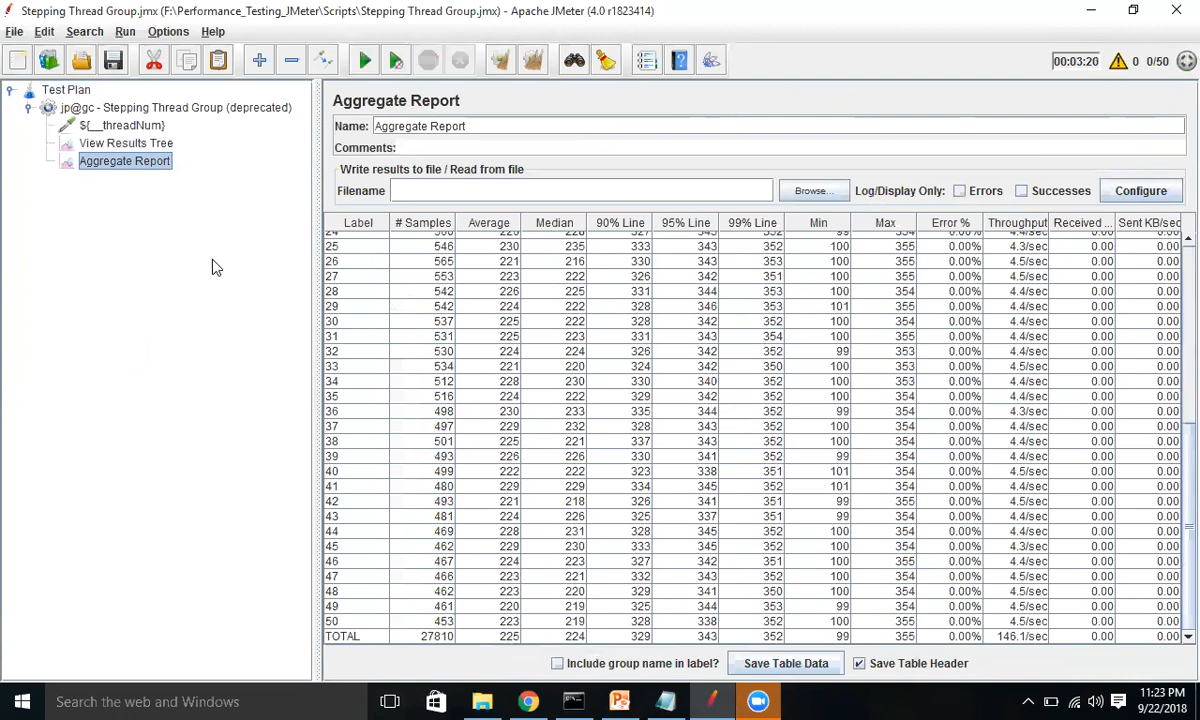 Stepping Thread Group.jmx (F:\Performance_Testing_JMeter\Scripts\Stepping Thread Group.jmx) - Apache JMeter (4.0 r1823414)
File Edit Search Run Options Help
00:03:20 0 0/50
Test Plan
jp@gc - Stepping Thread Group (deprecated)
${__threadNum}
View Results Tree
Aggregate Report
Aggregate Report
Name: Aggregate Report
Comments:
Write results to file / Read from file
Filename Browse... Log/Display Only: Errors Successes Configure
Label # Samples Average Median 90% Line 95% Line 99% Line Min Max Error % Throughput Received ... Sent KB/sec
25 546 230 235 333 343 352 100 355 0.00% 4.3/sec 0.00 0.00
26 565 221 216 330 343 353 100 354 0.00% 4.5/sec 0.00 0.00
27 553 223 222 326 342 351 100 355 0.00% 4.5/sec 0.00 0.00
28 542 226 225 331 344 353 100 354 0.00% 4.4/sec 0.00 0.00
29 542 224 222 328 346 353 101 355 0.00% 4.4/sec 0.00 0.00
30 537 225 222 328 342 352 100 354 0.00% 4.4/sec 0.00 0.00
31 531 225 223 331 343 354 100 355 0.00% 4.4/sec 0.00 0.00
32 530 224 224 326 342 352 99 353 0.00% 4.4/sec 0.00 0.00
33 534 221 220 324 342 350 100 353 0.00% 4.5/sec 0.00 0.00
34 512 228 230 330 340 352 100 353 0.00% 4.4/sec 0.00 0.00
35 516 224 222 329 342 352 100 354 0.00% 4.4/sec 0.00 0.00
36 498 230 233 335 344 352 99 354 0.00% 4.3/sec 0.00 0.00
37 497 229 232 328 343 352 100 355 0.00% 4.4/sec 0.00 0.00
38 501 225 221 337 343 352 100 354 0.00% 4.4/sec 0.00 0.00
39 493 226 226 330 341 352 99 354 0.00% 4.4/sec 0.00 0.00
40 499 222 222 323 338 351 101 354 0.00% 4.5/sec 0.00 0.00
41 480 229 229 334 345 352 101 354 0.00% 4.4/sec 0.00 0.00
42 493 221 218 326 341 351 99 355 0.00% 4.5/sec 0.00 0.00
43 481 224 226 325 337 351 99 354 0.00% 4.4/sec 0.00 0.00
44 469 228 231 328 345 352 100 354 0.00% 4.4/sec 0.00 0.00
45 462 229 230 333 345 352 100 354 0.00% 4.3/sec 0.00 0.00
46 467 224 223 327 342 351 100 354 0.00% 4.5/sec 0.00 0.00
47 466 223 221 332 343 353 100 354 0.00% 4.5/sec 0.00 0.00
48 462 223 220 329 341 350 100 354 0.00% 4.5/sec 0.00 0.00
49 461 220 219 325 344 353 99 354 0.00% 4.5/sec 0.00 0.00
50 453 223 219 328 338 352 100 355 0.00% 4.5/sec 0.00 0.00
TOTAL 27810 225 224 329 343 352 99 355 0.00% 146.1/sec 0.00 0.00
Include group name in label? Save Table Data Save Table Header
Search the web and Windows
11:23 PM
9/22/2018